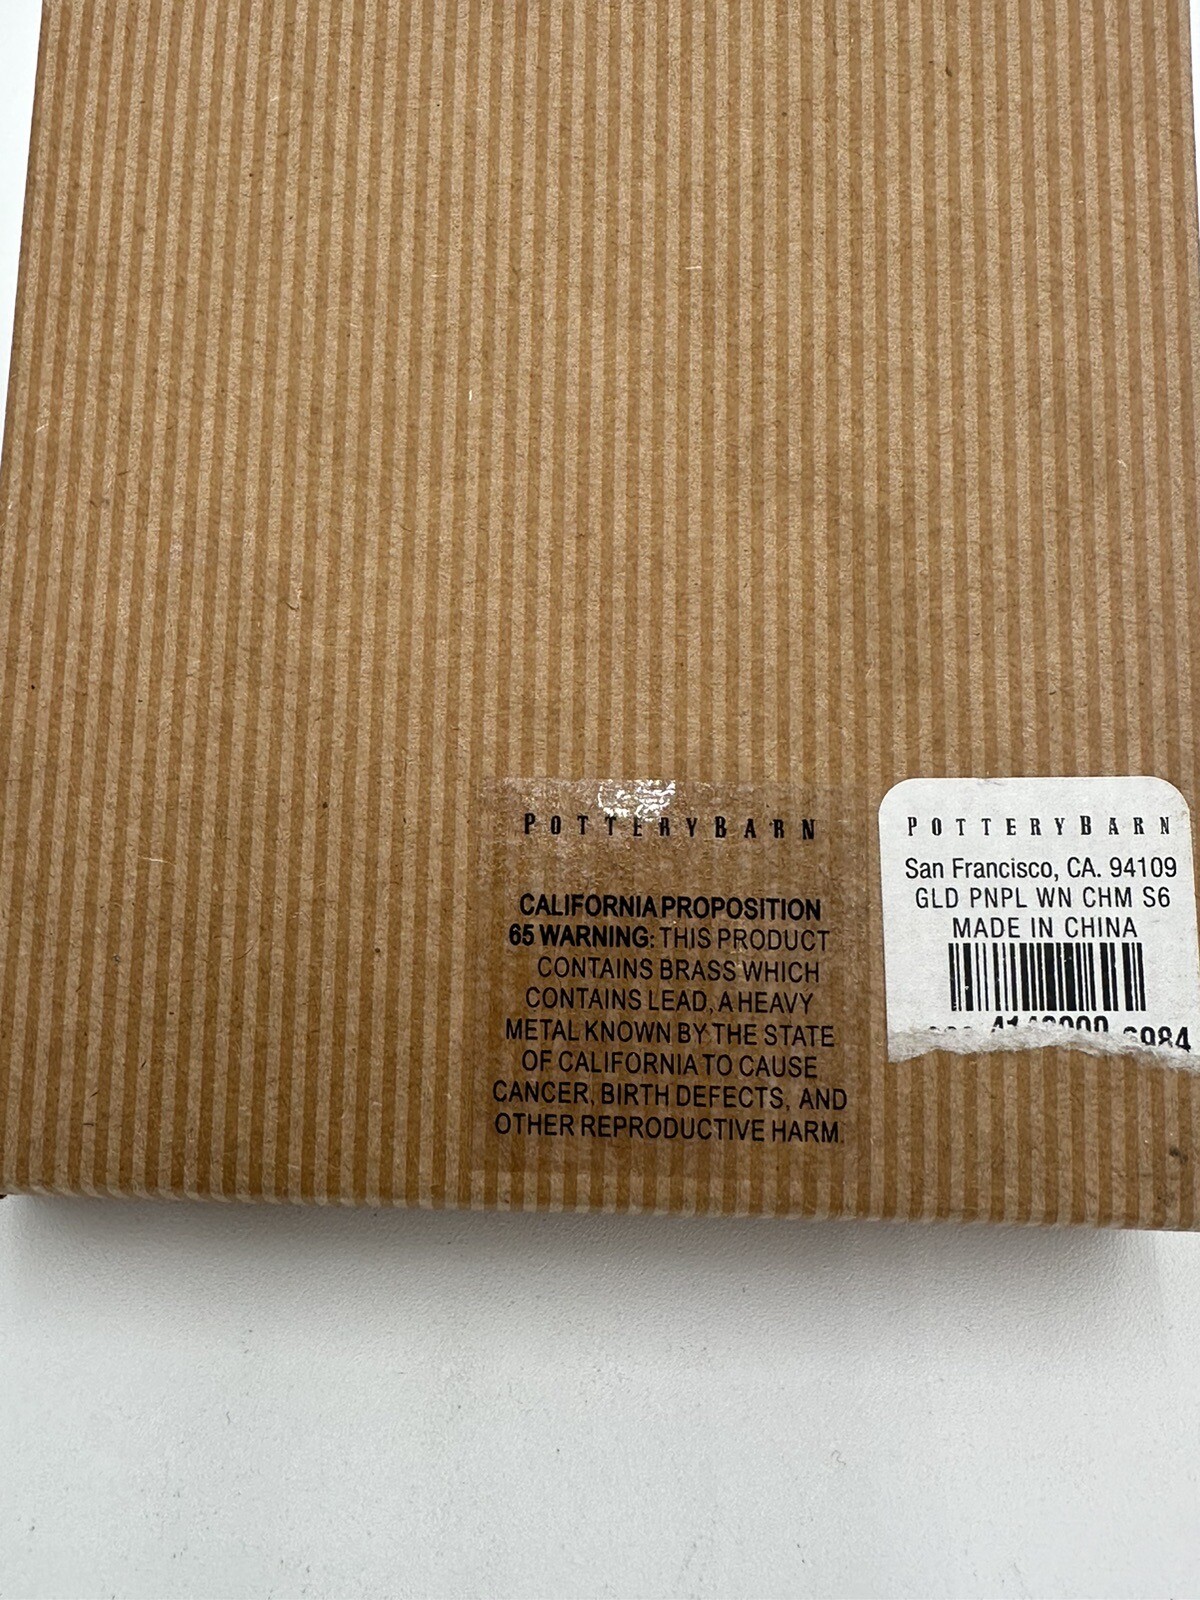 POTTERYBARN
CALIFORNIA PROPOSITION
65 WARNING: THIS PRODUCT
CONTAINS BRASS WHICH
CONTAINS LEAD, A HEAVY
METAL KNOWN BY THE STATE
OF CALIFORNIA TO CAUSE
CANCER, BIRTH DEFECTS, AND
OTHER REPRODUCTIVE HARM.
POTTERYBARN
San Francisco, CA. 94109
GLD PNPL WN CHM S6
MADE IN CHINA